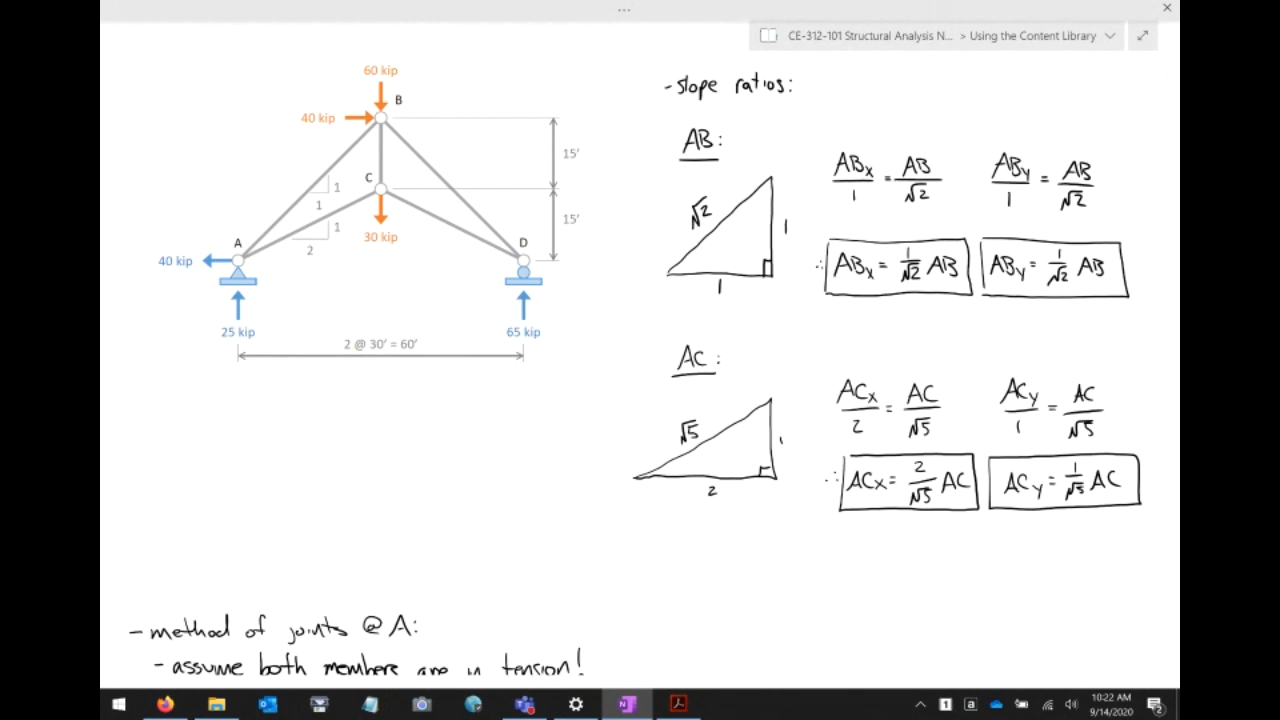 ...
CE-312-101 Structural Analysis N... > Using the Content Library
60 kip
B
40 kip
15'
C
1
1
1
2
15'
30 kip
A
D
40 kip
25 kip
65 kip
2 @ 30' = 60'
- slope ratios:
AB:
√2
1
1
ABx/1 = AB/√2
ABy/1 = AB/√2
∴ ABx = 1/√2 AB
ABy = 1/√2 AB
AC:
√5
1
2
ACx/2 = AC/√5
ACy/1 = AC/√5
∴ ACx = 2/√5 AC
ACy = 1/√5 AC
- method of joints @ A:
- assume both members are in tension!
10:22 AM
9/14/2020